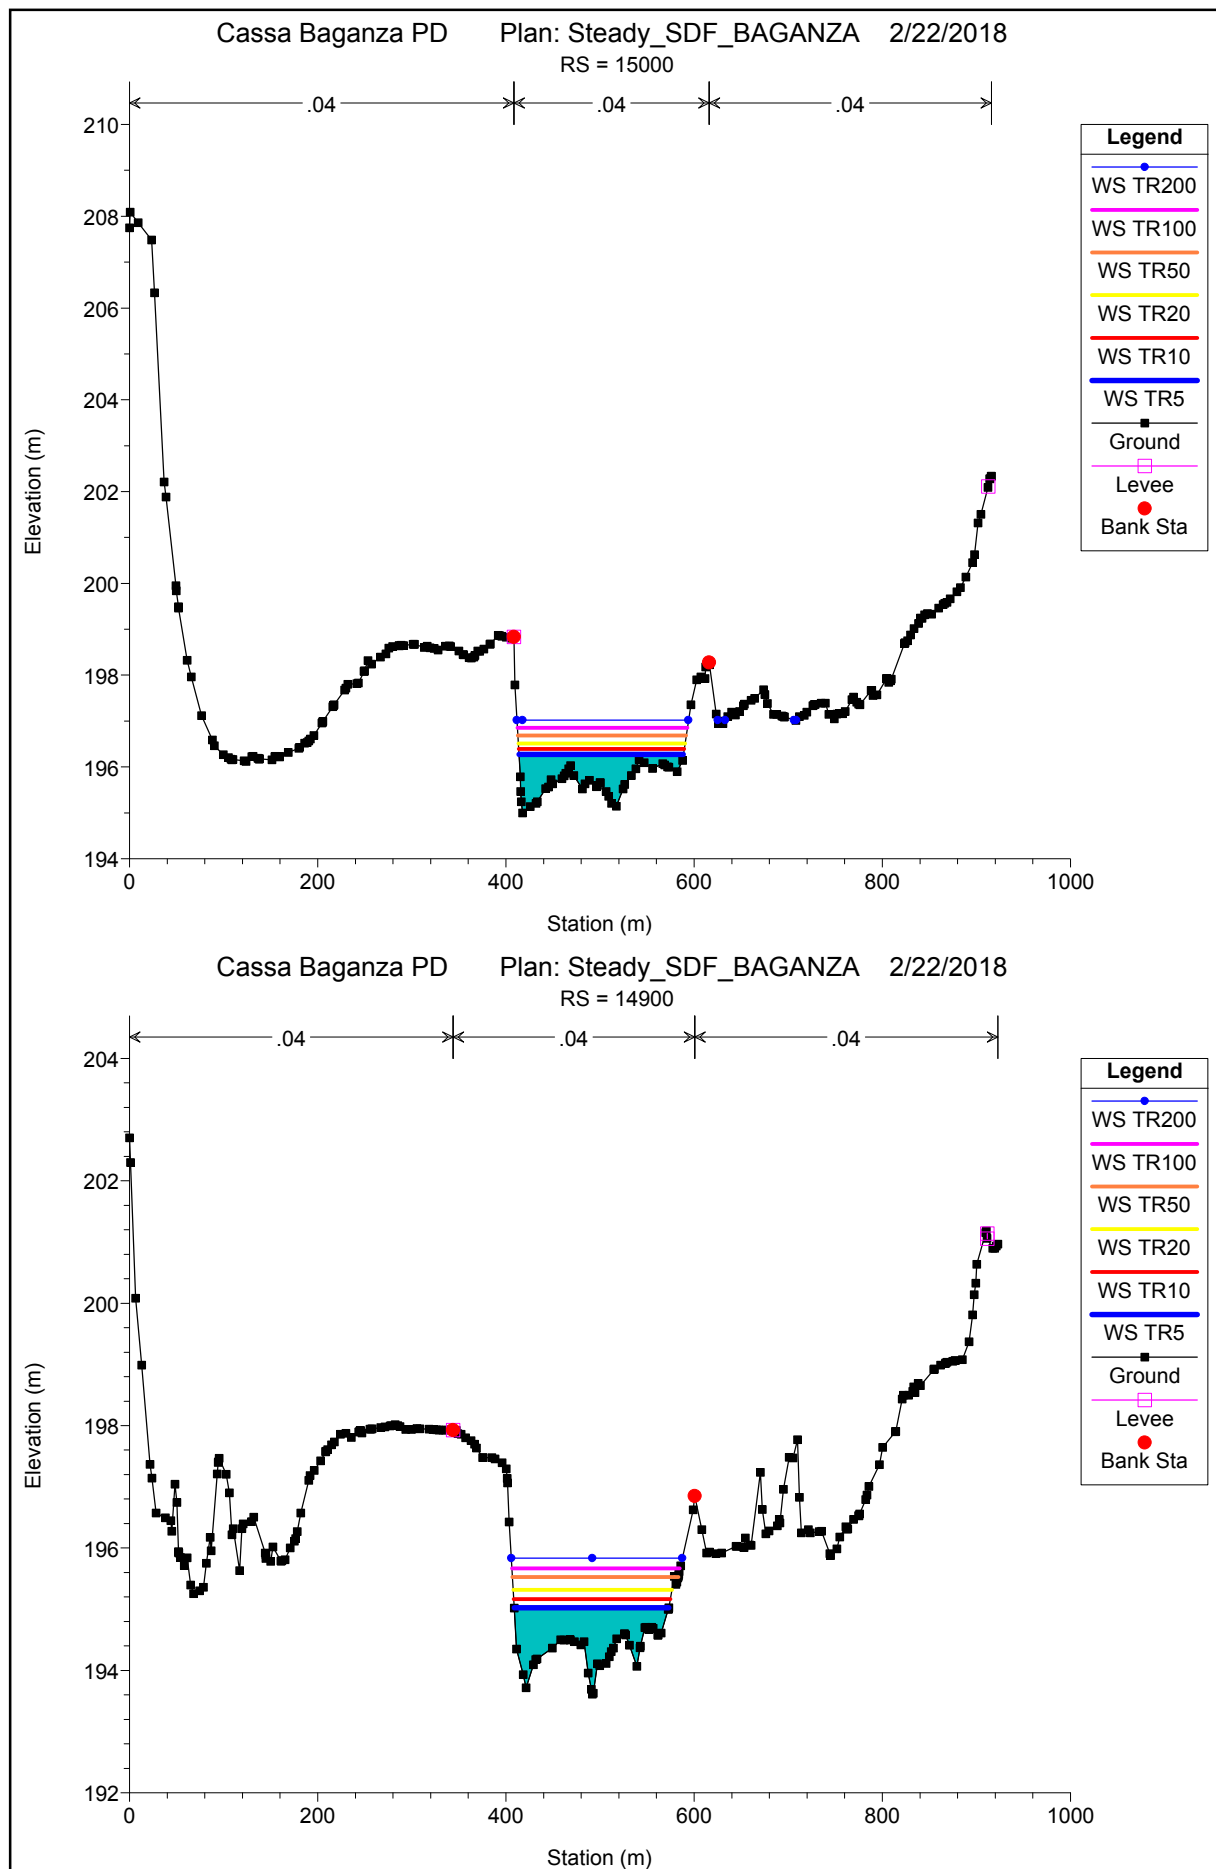 Cassa Baganza PD Plan: Steady_SDF_BAGANZA 2/22/2018
RS = 15000
.04 .04 .04
210
208
206
204
202
200
198
196
194
Elevation (m)
0 200 400 600 800 1000
Station (m)
Legend
WS TR200
WS TR100
WS TR50
WS TR20
WS TR10
WS TR5
Ground
Levee
Bank Sta
Cassa Baganza PD Plan: Steady_SDF_BAGANZA 2/22/2018
RS = 14900
.04 .04 .04
204
202
200
198
196
194
192
Elevation (m)
0 200 400 600 800 1000
Station (m)
Legend
WS TR200
WS TR100
WS TR50
WS TR20
WS TR10
WS TR5
Ground
Levee
Bank Sta